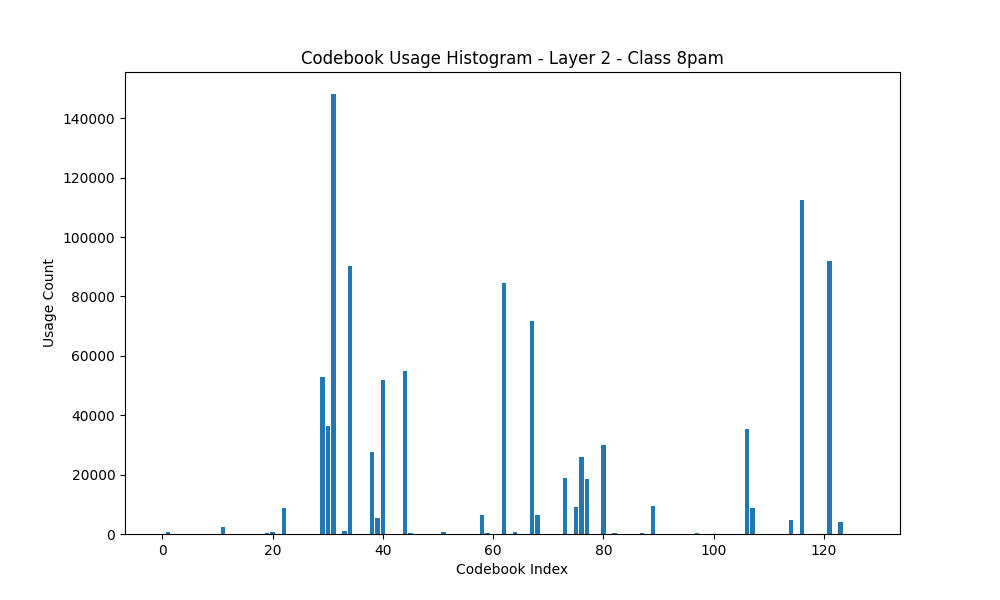 Codebook Usage Histogram - Layer 2 - Class 8pam
140000
120000
100000
80000
60000
40000
20000
0
Usage Count
0 20 40 60 80 100 120
Codebook Index